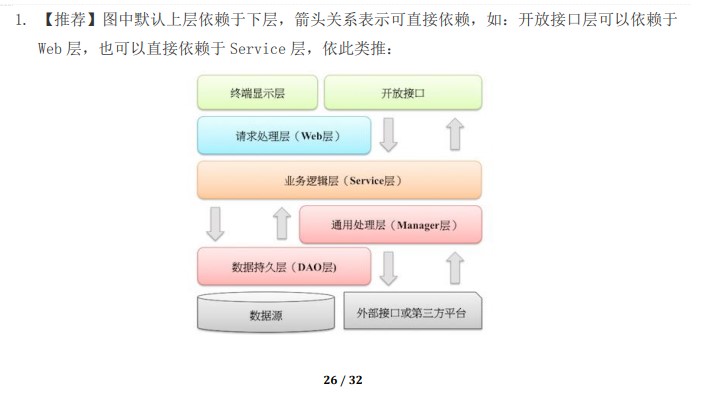 1. 【推荐】图中默认上层依赖于下层，箭头关系表示可直接依赖，如：开放接口层可以依赖于
Web 层，也可以直接依赖于 Service 层，依此类推：
终端显示层
开放接口
请求处理层（Web层）
业务逻辑层（Service层）
通用处理层（Manager层）
数据持久层（DAO层)
数据源
外部接口或第三方平台
26 / 32